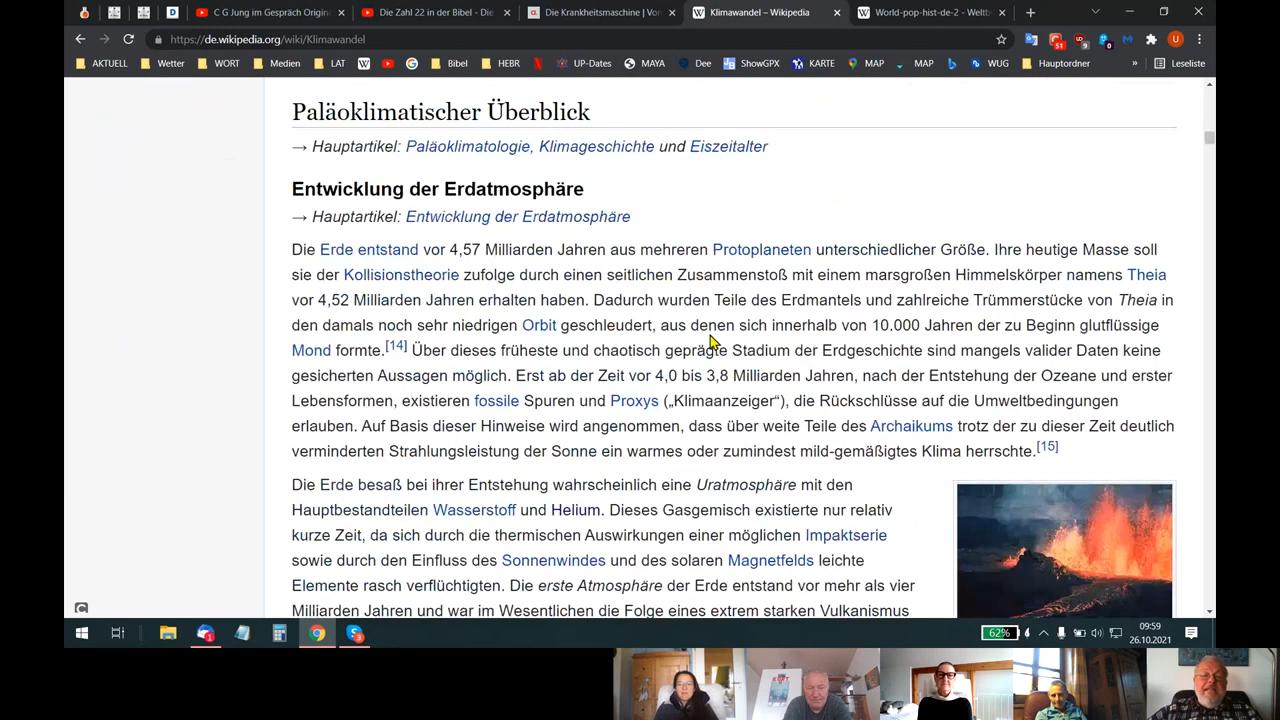 C G Jung im Gespräch Origine
Die Zahl 22 in der Bibel - Die
Die Krankheitsmaschine | Von
Klimawandel – Wikipedia
World-pop-hist-de-2 - Weltbe
https://de.wikipedia.org/wiki/Klimawandel
AKTUELL Wetter WORT Medien LAT Bibel HEBR UP-Dates MAYA Dee ShowGPX KARTE MAP MAP WUG Hauptordner » Leseliste
Paläoklimatischer Überblick
→ Hauptartikel: Paläoklimatologie, Klimageschichte und Eiszeitalter
Entwicklung der Erdatmosphäre
→ Hauptartikel: Entwicklung der Erdatmosphäre
Die Erde entstand vor 4,57 Milliarden Jahren aus mehreren Protoplaneten unterschiedlicher Größe. Ihre heutige Masse soll
sie der Kollisionstheorie zufolge durch einen seitlichen Zusammenstoß mit einem marsgroßen Himmelskörper namens Theia
vor 4,52 Milliarden Jahren erhalten haben. Dadurch wurden Teile des Erdmantels und zahlreiche Trümmerstücke von Theia in
den damals noch sehr niedrigen Orbit geschleudert, aus denen sich innerhalb von 10.000 Jahren der zu Beginn glutflüssige
Mond formte.[14] Über dieses früheste und chaotisch geprägte Stadium der Erdgeschichte sind mangels valider Daten keine
gesicherten Aussagen möglich. Erst ab der Zeit vor 4,0 bis 3,8 Milliarden Jahren, nach der Entstehung der Ozeane und erster
Lebensformen, existieren fossile Spuren und Proxys („Klimaanzeiger“), die Rückschlüsse auf die Umweltbedingungen
erlauben. Auf Basis dieser Hinweise wird angenommen, dass über weite Teile des Archaikums trotz der zu dieser Zeit deutlich
verminderten Strahlungsleistung der Sonne ein warmes oder zumindest mild-gemäßigtes Klima herrschte.[15]
Die Erde besaß bei ihrer Entstehung wahrscheinlich eine Uratmosphäre mit den
Hauptbestandteilen Wasserstoff und Helium. Dieses Gasgemisch existierte nur relativ
kurze Zeit, da sich durch die thermischen Auswirkungen einer möglichen Impaktserie
sowie durch den Einfluss des Sonnenwindes und des solaren Magnetfelds leichte
Elemente rasch verflüchtigten. Die erste Atmosphäre der Erde entstand vor mehr als vier
Milliarden Jahren und war im Wesentlichen die Folge eines extrem starken Vulkanismus
62%
09:59
26.10.2021